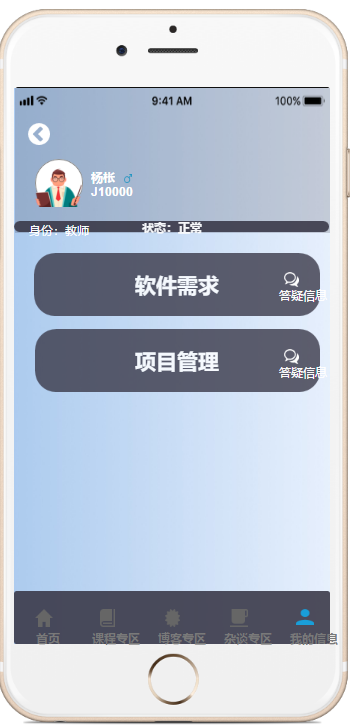 9:41 AM 100%
杨枨 ♂
J10000
身份：教师 状态：正常
软件需求
答疑信息
项目管理
答疑信息
首页 课程专区 博客专区 杂谈专区 我的信息